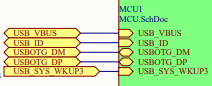 MCU1
MCU.SchDoc
USB_VBUS USB_VBUS
USB_ID USB_ID
USBOTG_DM USBOTG_DM
USBOTG_DP USBOTG_DP
USB_SYS_WKUP3 USB_SYS_WKUP3